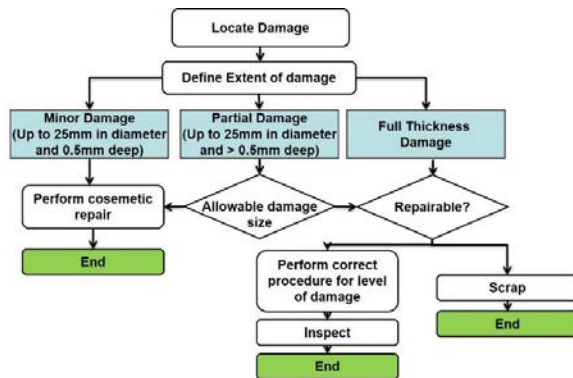 Locate Damage
Define Extent of damage
Minor Damage
(Up to 25mm in diameter
and 0.5mm deep)
Partial Damage
(Up to 25mm in diameter
and > 0.5mm deep)
Full Thickness
Damage
Perform cosemetic
repair
Allowable damage
size
Repairable?
End
Perform correct
procedure for level
of damage
Scrap
Inspect
End
End